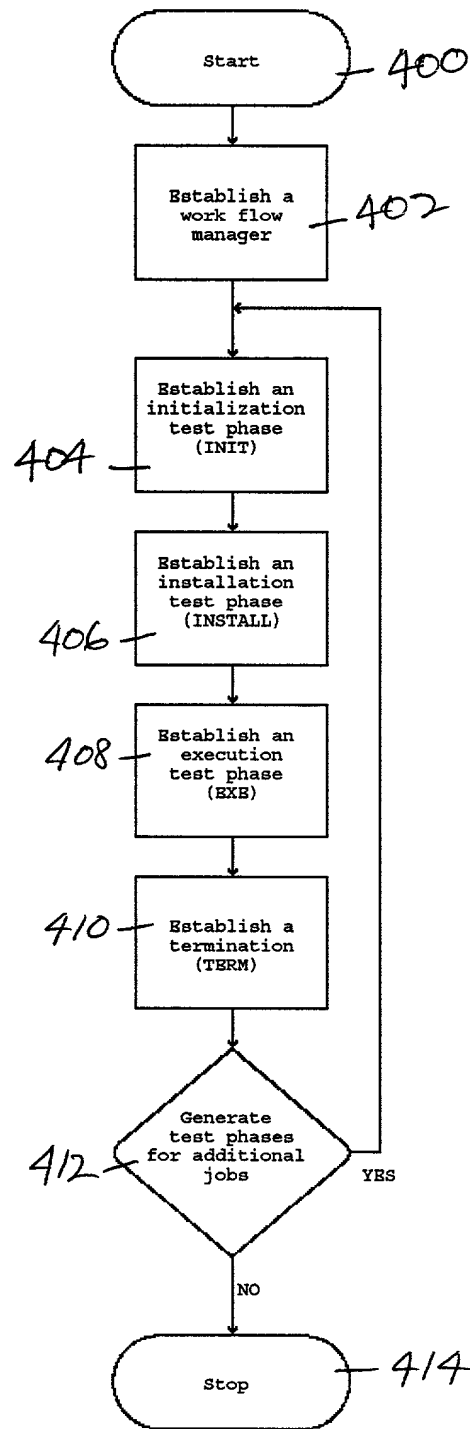 Start
400
Establish a
work flow
manager
402
Establish an
initialization
test phase
(INIT)
404
Establish an
installation
test phase
(INSTALL)
406
Establish an
execution
test phase
(EXE)
408
Establish a
termination
(TERM)
410
Generate
test phases
for additional
jobs
412
YES
NO
Stop
414